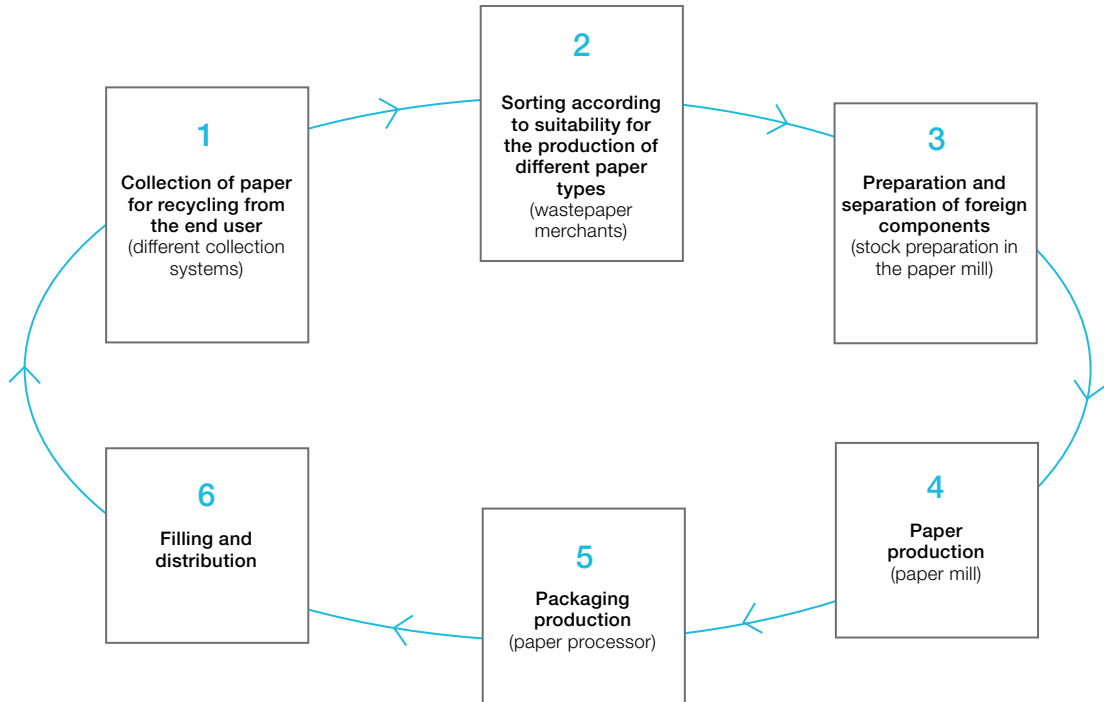 1
Collection of paper
for recycling from
the end user
(different collection
systems)
2
Sorting according
to suitability for
the production of
different paper
types
(wastepaper
merchants)
3
Preparation and
separation of foreign
components
(stock preparation in
the paper mill)
4
Paper
production
(paper mill)
5
Packaging
production
(paper processor)
6
Filling and
distribution